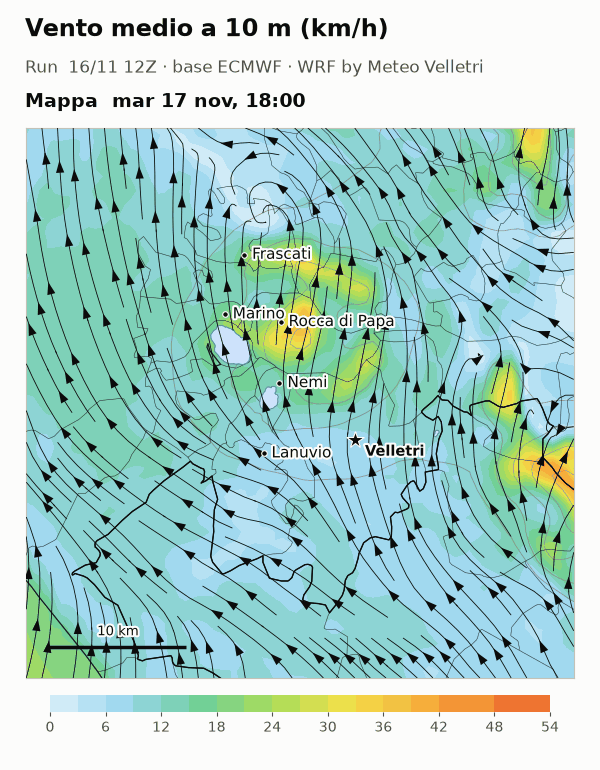 Vento medio a 10 m (km/h)
Run 16/11 12Z · base ECMWF · WRF by Meteo Velletri
Mappa mar 17 nov, 18:00
Frascati
Marino
Rocca di Papa
Nemi
Lanuvio
Velletri
10 km
0 6 12 18 24 30 36 42 48 54